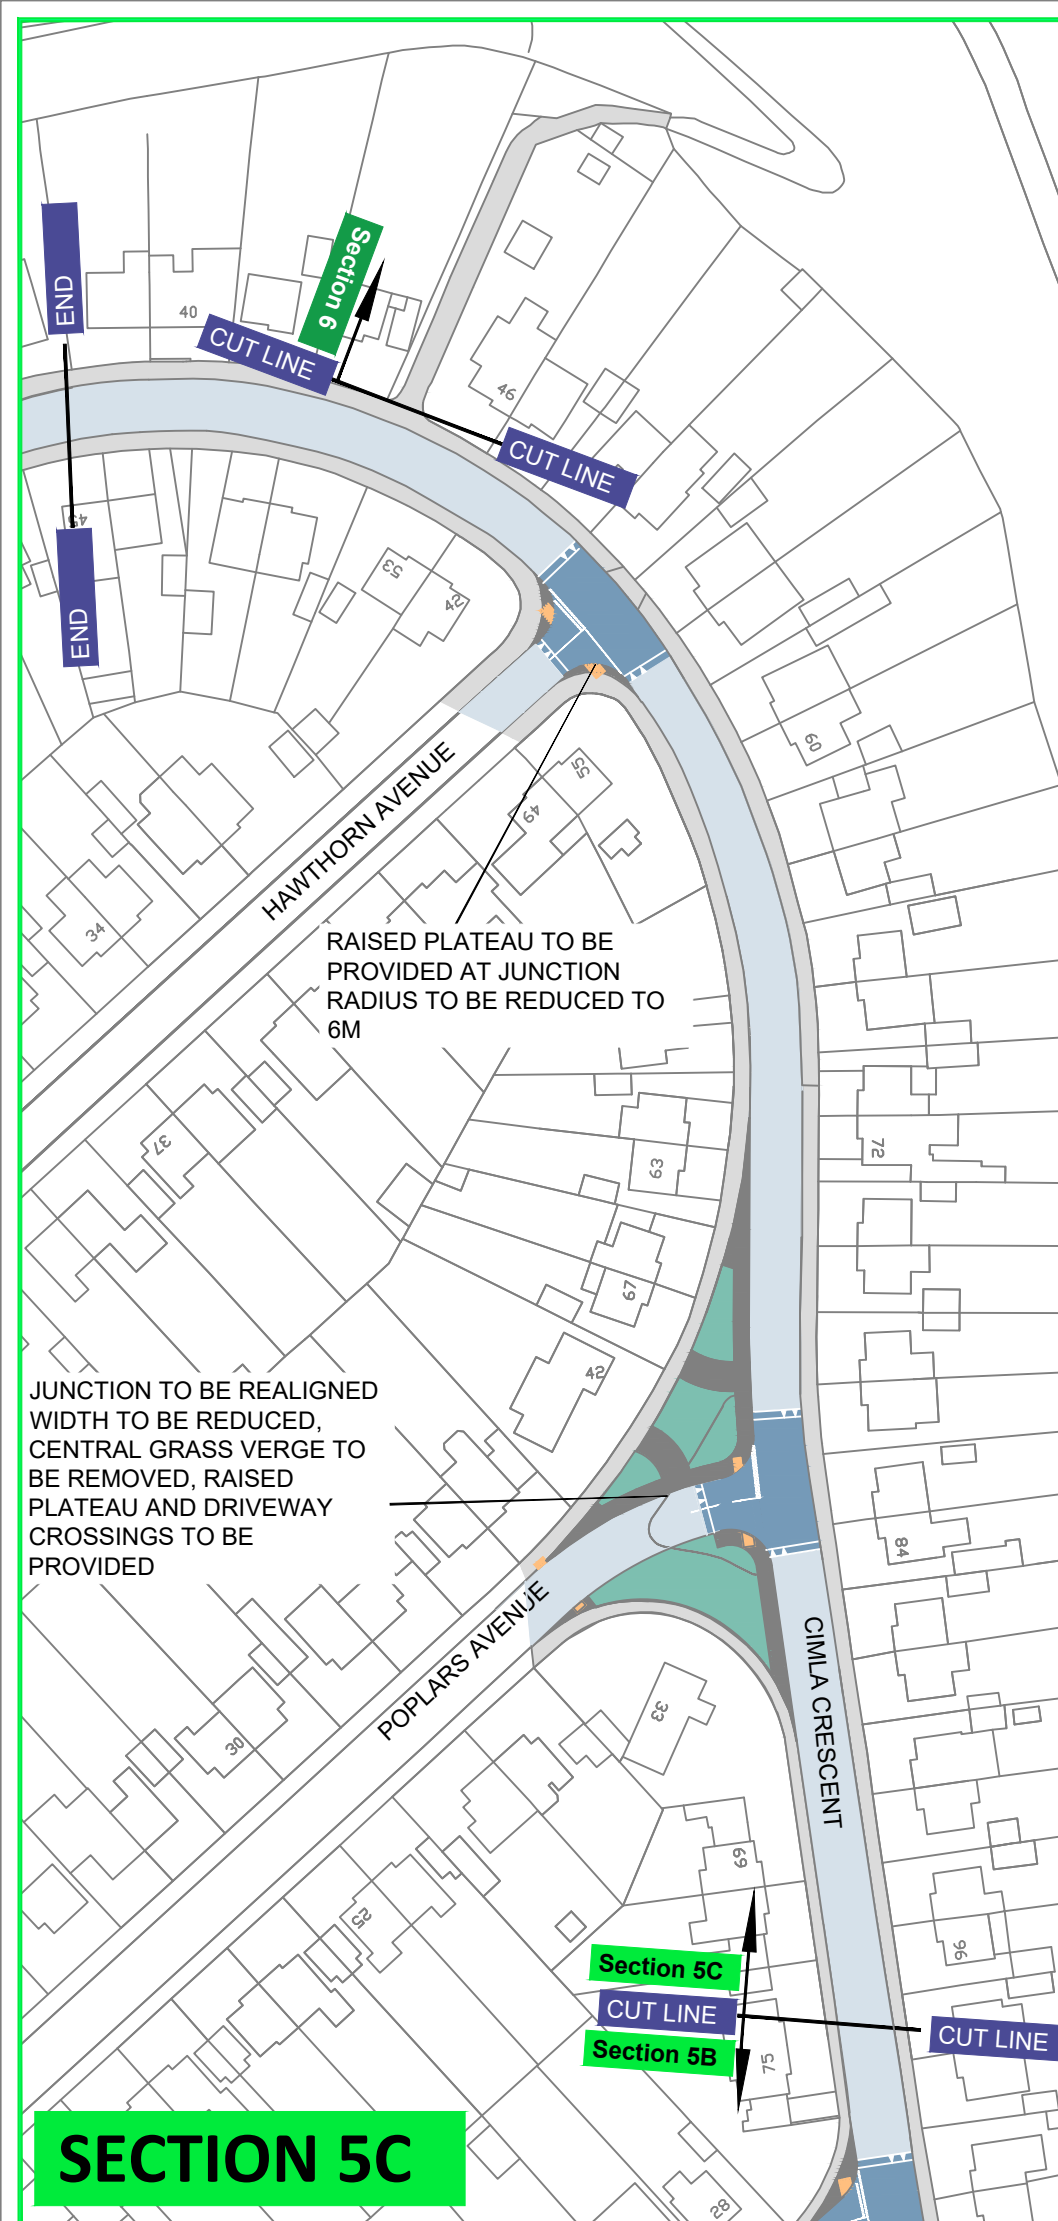 END
40
Section 6
CUT LINE
46
CUT LINE
45
END
53
42
60
55
49
HAWTHORN AVENUE
34
RAISED PLATEAU TO BE
PROVIDED AT JUNCTION
RADIUS TO BE REDUCED TO
6M
37
63
72
67
42
JUNCTION TO BE REALIGNED
WIDTH TO BE REDUCED,
CENTRAL GRASS VERGE TO
BE REMOVED, RAISED
PLATEAU AND DRIVEWAY
CROSSINGS TO BE
PROVIDED
84
POPLARS AVENUE
CIMLA CRESCENT
33
30
69
25
96
Section 5C
CUT LINE
CUT LINE
Section 5B
75
SECTION 5C
28